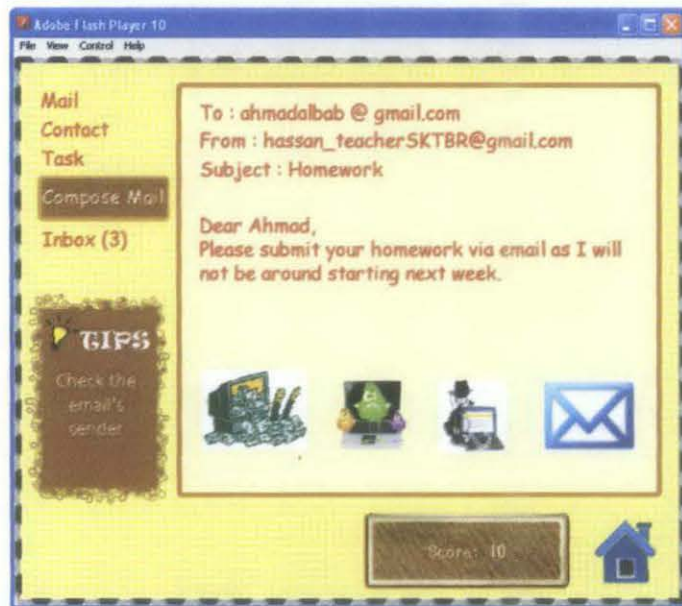 Adobe Flash Player 10
File View Control Help
Mail
Contact
Task
Compose Mail
Inbox (3)
TIPS
Check the
email's
sender
To : ahmadalbab @ gmail.com
From : hassan_teacherSKTBR@gmail.com
Subject : Homework
Dear Ahmad,
Please submit your homework via email as I will
not be around starting next week.
Score: 10